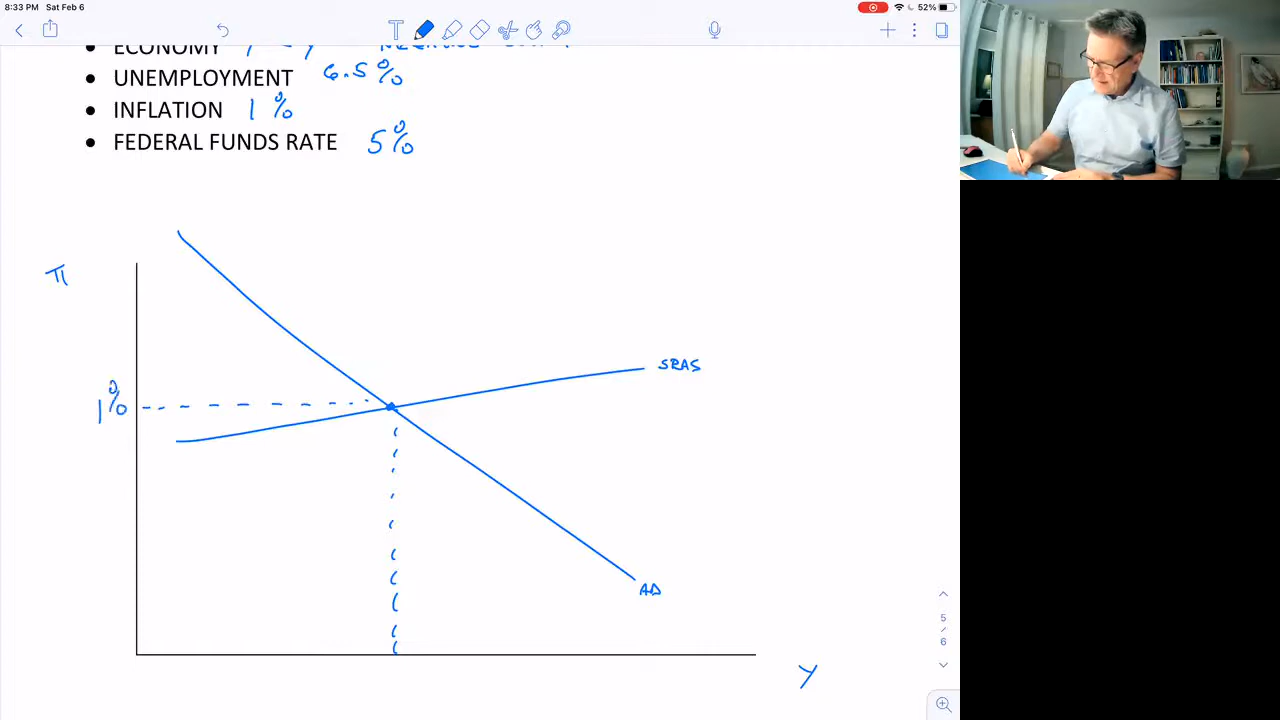 8:33 PM Sat Feb 6
52%
• ECONOMY
• UNEMPLOYMENT 6.5%
• INFLATION 1%
• FEDERAL FUNDS RATE 5%
π
SRAS
1%
AD
5
/
6
Y